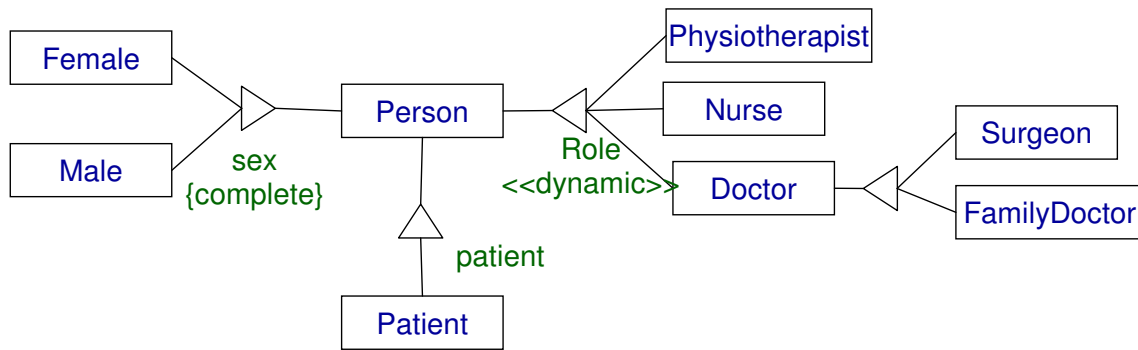 Female
Male
sex
{complete}
Person
patient
Patient
Role
<<dynamic>>
Physiotherapist
Nurse
Doctor
Surgeon
FamilyDoctor